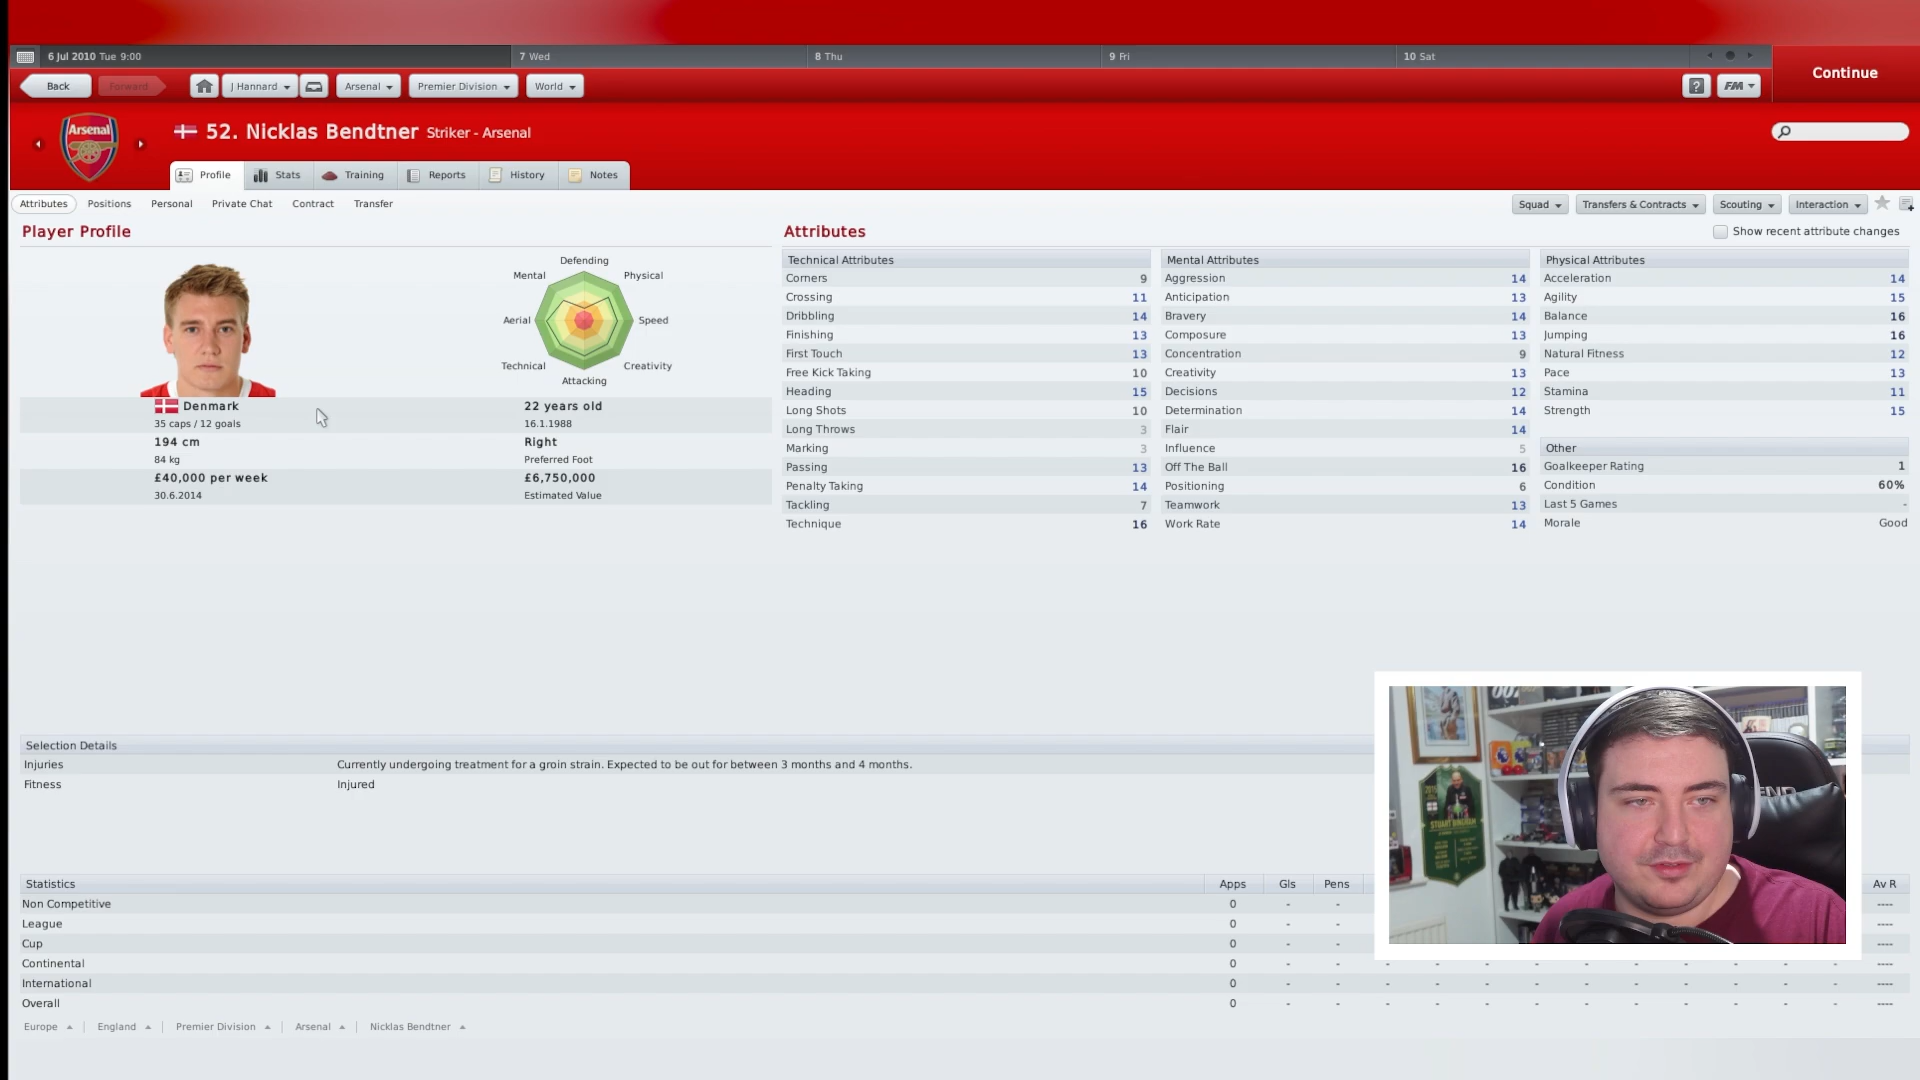 6 Jul 2010 Tue 9:00 7 Wed 8 Thu 9 Fri 10 Sat
Back Forward J Hannard Arsenal Premier Division World ? FM Continue
Arsenal
52. Nicklas Bendtner Striker - Arsenal
Profile Stats Training Reports History Notes
Attributes Positions Personal Private Chat Contract Transfer Squad Transfers & Contracts Scouting Interaction
Player Profile
Defending
Mental Physical
Aerial Speed
Technical Creativity
Attacking
Denmark 22 years old
35 caps / 12 goals 16.1.1988
194 cm Right
84 kg Preferred Foot
£40,000 per week £6,750,000
30.6.2014 Estimated Value
Attributes Show recent attribute changes
Technical Attributes
Corners 9
Crossing 11
Dribbling 14
Finishing 13
First Touch 13
Free Kick Taking 10
Heading 15
Long Shots 10
Long Throws 3
Marking 3
Passing 13
Penalty Taking 14
Tackling 7
Technique 16
Mental Attributes
Aggression 14
Anticipation 13
Bravery 14
Composure 13
Concentration 9
Creativity 13
Decisions 12
Determination 14
Flair 14
Influence 5
Off The Ball 16
Positioning 6
Teamwork 13
Work Rate 14
Physical Attributes
Acceleration 14
Agility 15
Balance 16
Jumping 16
Natural Fitness 12
Pace 13
Stamina 11
Strength 15
Other
Goalkeeper Rating 1
Condition 60%
Last 5 Games -
Morale Good
Selection Details
Injuries Currently undergoing treatment for a groin strain. Expected to be out for between 3 months and 4 months.
Fitness Injured
2015
STUART BINGHAM
Statistics Apps Gls Pens Av R
Non Competitive 0 - - ----
League 0 - - ----
Cup 0 - - ----
Continental 0 - - - - - - - - - - - - ----
International 0 - - - - - - - - - - - - ----
Overall 0 - - - - - - - - - - - - ----
Europe England Premier Division Arsenal Nicklas Bendtner